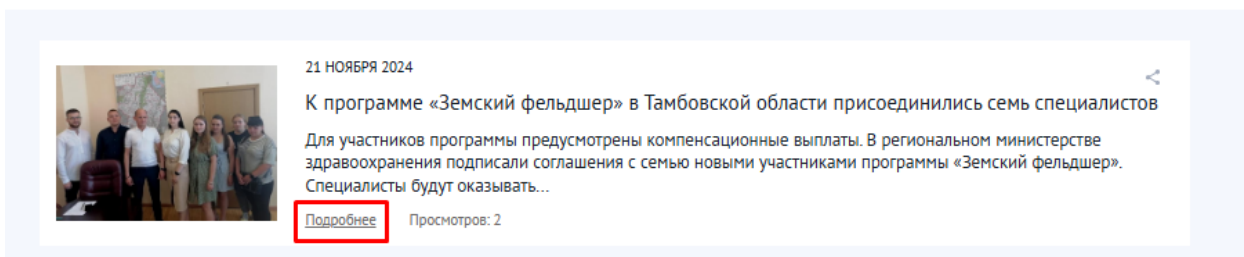 21 НОЯБРЯ 2024
К программе «Земский фельдшер» в Тамбовской области присоединились семь специалистов
Для участников программы предусмотрены компенсационные выплаты. В региональном министерстве
здравоохранения подписали соглашения с семью новыми участниками программы «Земский фельдшер».
Специалисты будут оказывать...
Подробнее Просмотров: 2